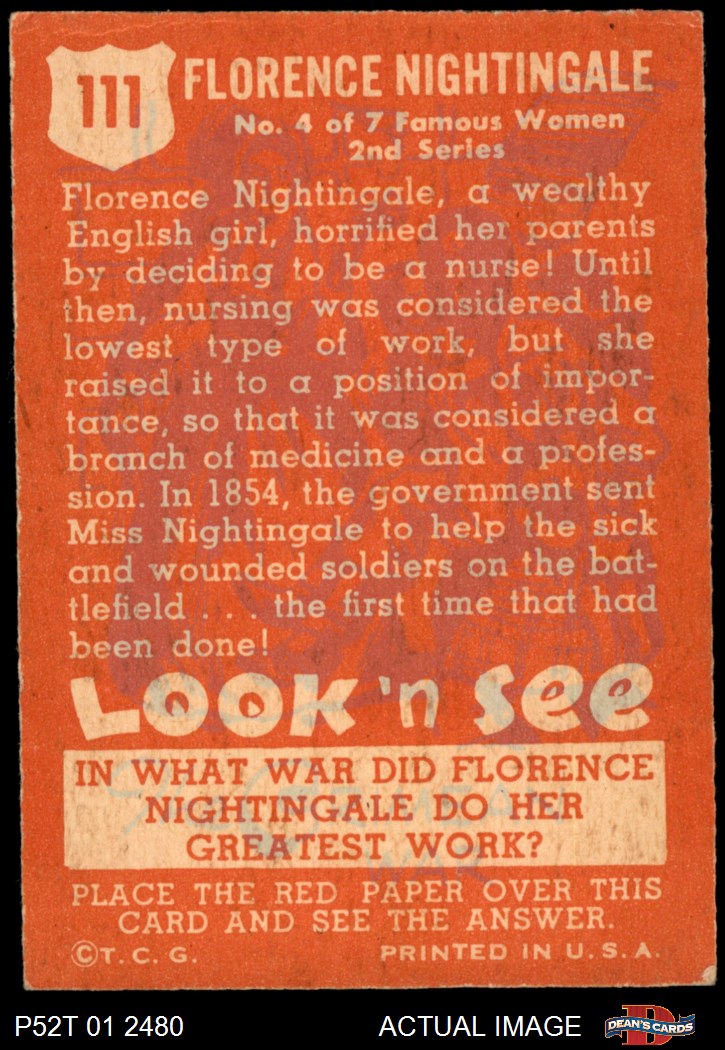 111
FLORENCE NIGHTINGALE
No. 4 of 7 Famous Women
2nd Series
Florence Nightingale, a wealthy
English girl, horrified her parents
by deciding to be a nurse! Until
then, nursing was considered the
lowest type of work, but she
raised it to a position of impor-
tance, so that it was considered a
branch of medicine and a profes-
sion. In 1854, the government sent
Miss Nightingale to help the sick
and wounded soldiers on the bat-
tlefield . . . the first time that had
been done!
LOOK 'n SEE
IN WHAT WAR DID FLORENCE
NIGHTINGALE DO HER
GREATEST WORK?
PLACE THE RED PAPER OVER THIS
CARD AND SEE THE ANSWER.
©T. C. G. PRINTED IN U. S. A.
P52T 01 2480 ACTUAL IMAGE DEAN'S CARDS